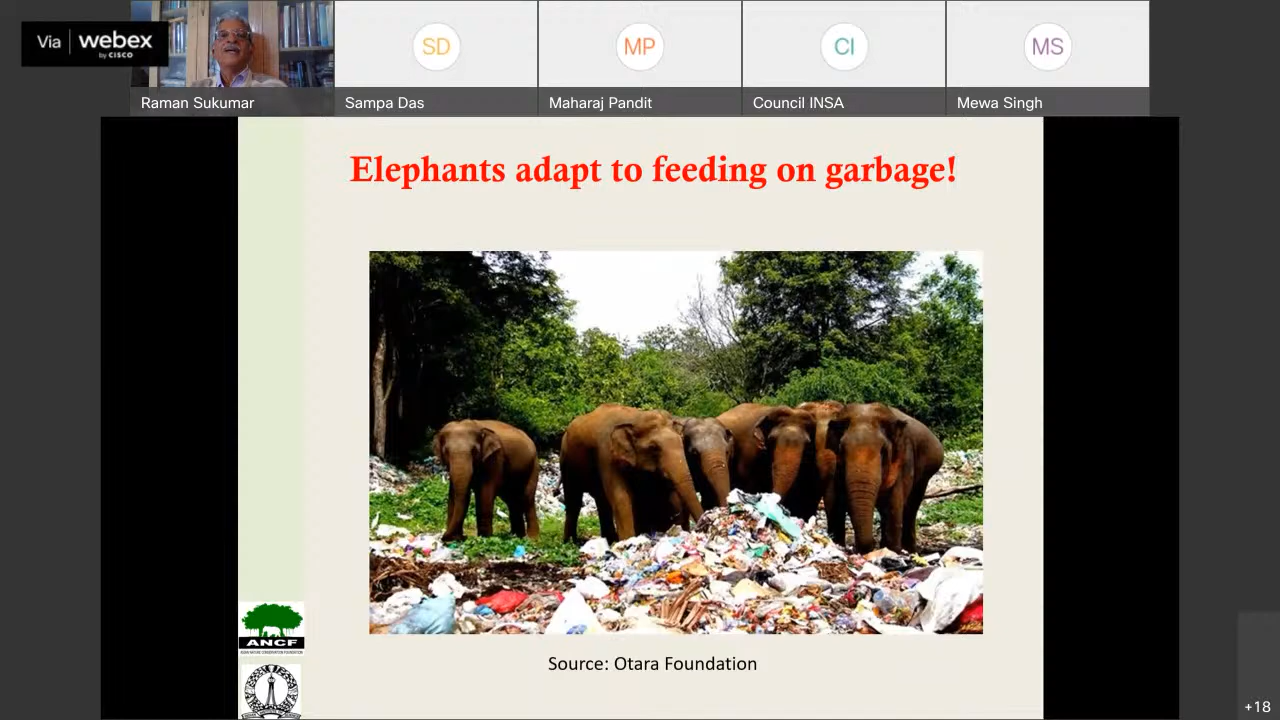 Via webex
by CISCO
SD
MP
CI
MS
Raman Sukumar
Sampa Das
Maharaj Pandit
Council INSA
Mewa Singh
Elephants adapt to feeding on garbage!
ANCF
Source: Otara Foundation
+18